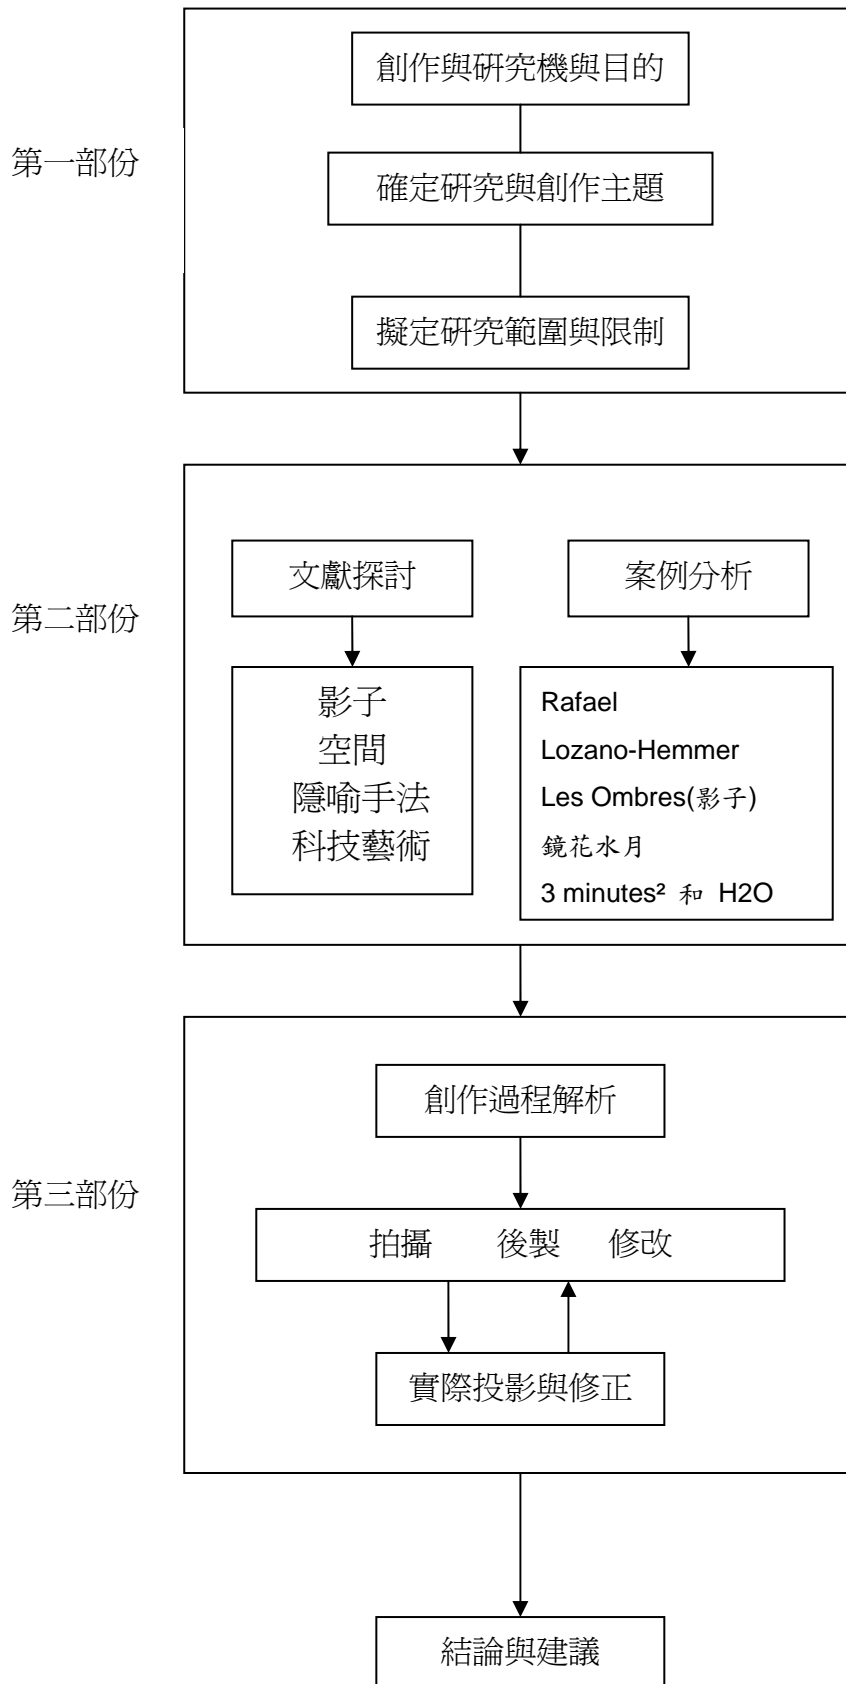 創作與研究機與目的
第一部份
確定研究與創作主題
擬定研究範圍與限制
文獻探討
案例分析
第二部份
影子
空間
隱喻手法
科技藝術
Rafael
Lozano-Hemmer
Les Ombres(影子)
鏡花水月
3 minutes² 和 H2O
創作過程解析
第三部份
拍攝 後製 修改
實際投影與修正
結論與建議